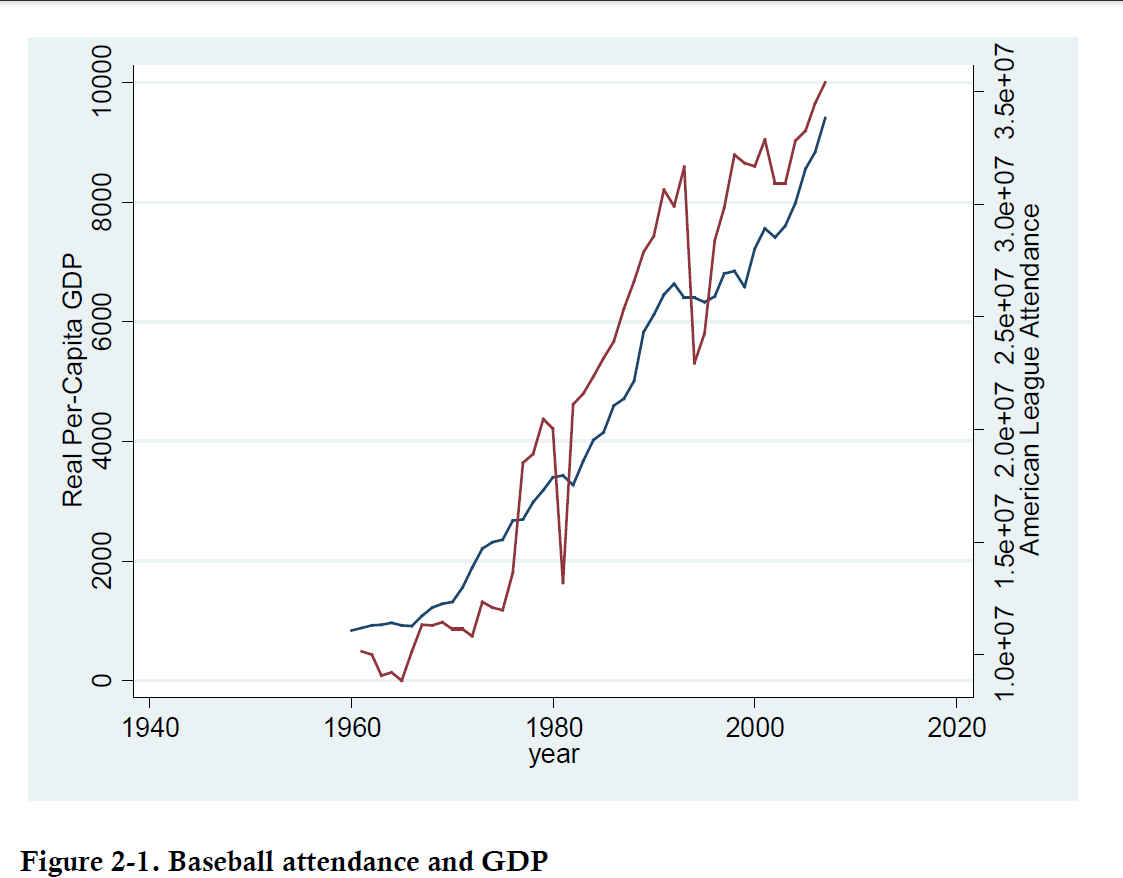 Real Per-Capita GDP
0 2000 4000 6000 8000 10000
1.0e+07 1.5e+07 2.0e+07 2.5e+07 3.0e+07 3.5e+07
American League Attendance
1940 1960 1980 2000 2020
year
Figure 2-1. Baseball attendance and GDP